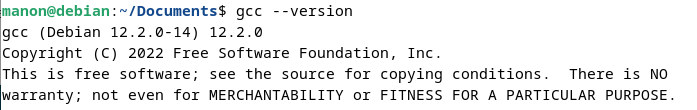 manon@debian:~/Documents$ gcc --version
gcc (Debian 12.2.0-14) 12.2.0
Copyright (C) 2022 Free Software Foundation, Inc.
This is free software; see the source for copying conditions.  There is NO
warranty; not even for MERCHANTABILITY or FITNESS FOR A PARTICULAR PURPOSE.